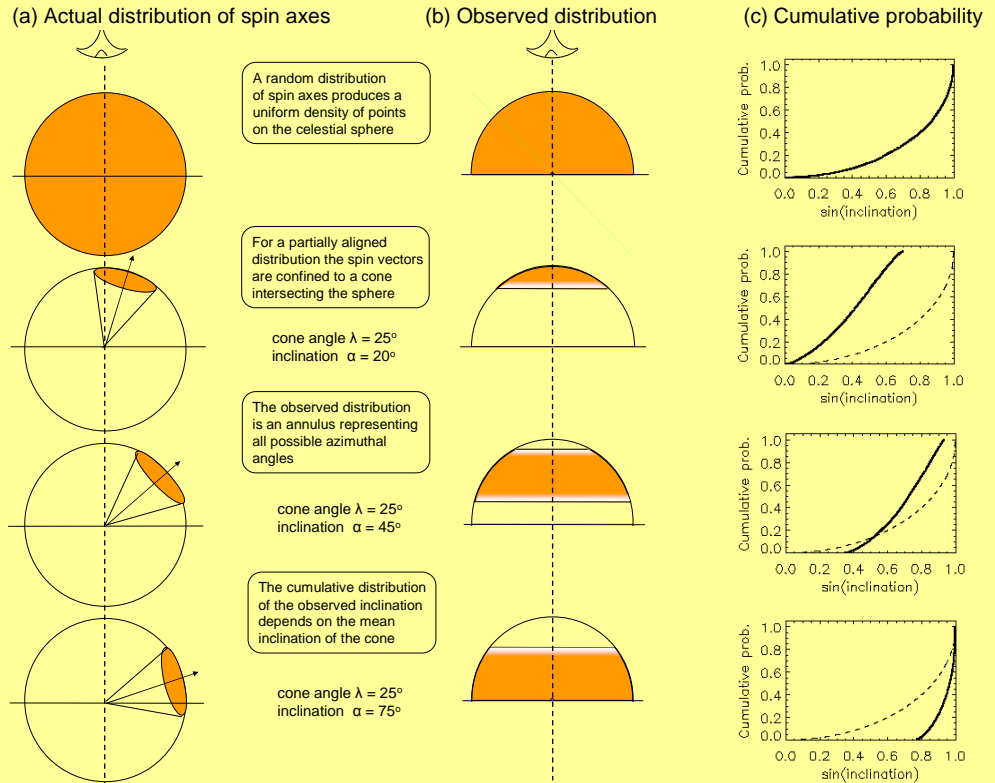 (a) Actual distribution of spin axes
(b) Observed distribution
(c) Cumulative probability
A random distribution
of spin axes produces a
uniform density of points
on the celestial sphere
Cumulative prob.
1.0
0.8
0.6
0.4
0.2
0.0
0.0 0.2 0.4 0.6 0.8 1.0
sin(inclination)
For a partially aligned
distribution the spin vectors
are confined to a cone
intersecting the sphere
cone angle λ = 25°
inclination α = 20°
Cumulative prob.
1.0
0.8
0.6
0.4
0.2
0.0
0.0 0.2 0.4 0.6 0.8 1.0
sin(inclination)
The observed distribution
is an annulus representing
all possible azimuthal
angles
cone angle λ = 25°
inclination α = 45°
Cumulative prob.
1.0
0.8
0.6
0.4
0.2
0.0
0.0 0.2 0.4 0.6 0.8 1.0
sin(inclination)
The cumulative distribution
of the observed inclination
depends on the mean
inclination of the cone
cone angle λ = 25°
inclination α = 75°
Cumulative prob.
1.0
0.8
0.6
0.4
0.2
0.0
0.0 0.2 0.4 0.6 0.8 1.0
sin(inclination)